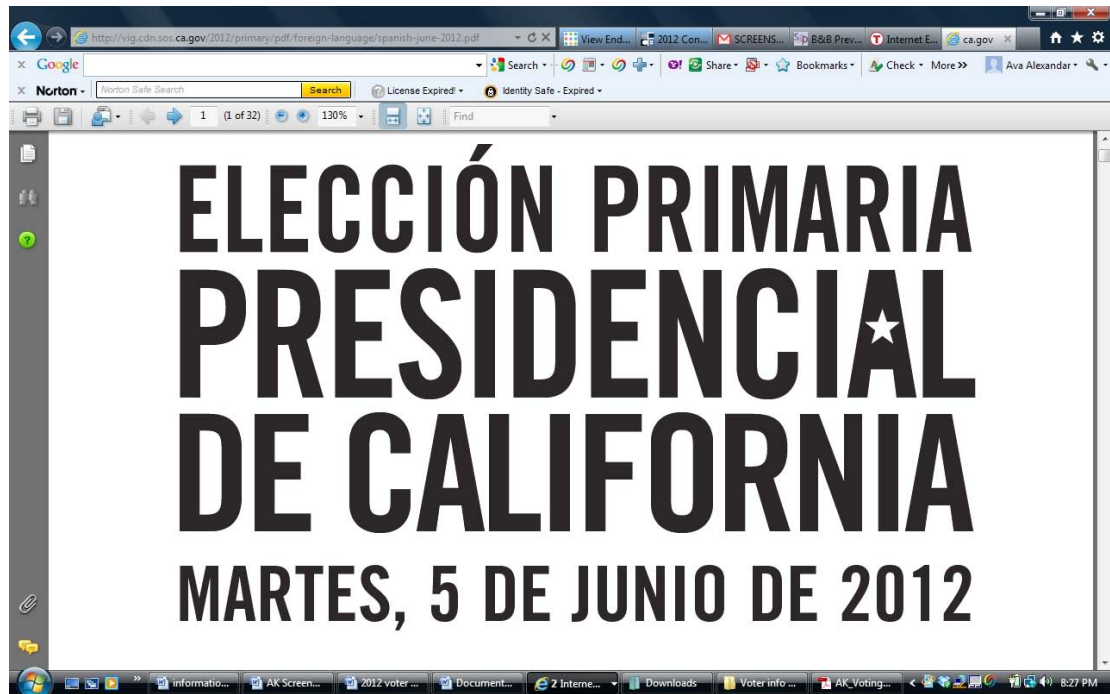 http://vig.cdn.sos.ca.gov/2012/primary/pdf/foreign-language/spanish-june-2012.pdf View End... 2012 Con... SCREENS... B&B Prev... Internet E... ca.gov
x Google Search Share Bookmarks Check More >> Ava Alexandar
x Norton Norton Safe Search Search License Expired! Identity Safe - Expired
1 (1 of 32) 130% Find
ELECCIÓN PRIMARIA
PRESIDENCIAL
DE CALIFORNIA
MARTES, 5 DE JUNIO DE 2012
informatio... AK Screen... 2012 voter ... Document... 2 Interne... Downloads Voter info ... AK_Voting... 8:27 PM